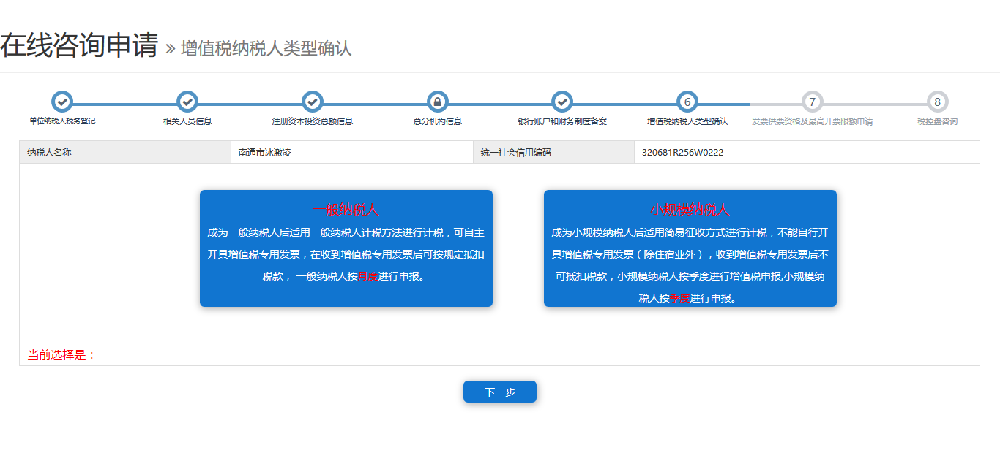 在线咨询申请 » 增值税纳税人类型确认
6 7 8
单位纳税人税务登记 相关人员信息 注册资本投资总额信息 总分机构信息 银行账户和财务制度备案 增值税纳税人类型确认 发票供票资格及最高开票限额申请 税控盘咨询
纳税人名称 南通市冰激凌 统一社会信用编码 320681R256W0222
一般纳税人
成为一般纳税人后适用一般纳税人计税方法进行计税，可自主
开具增值税专用发票，在收到增值税专用发票后可按规定抵扣
税款， 一般纳税人按月度进行申报。
小规模纳税人
成为小规模纳税人后适用简易征收方式进行计税，不能自行开
具增值税专用发票（除住宿业外），收到增值税专用发票后不
可抵扣税款，小规模纳税人按季度进行增值税申报,小规模纳
税人按季度进行申报。
当前选择是：
下一步